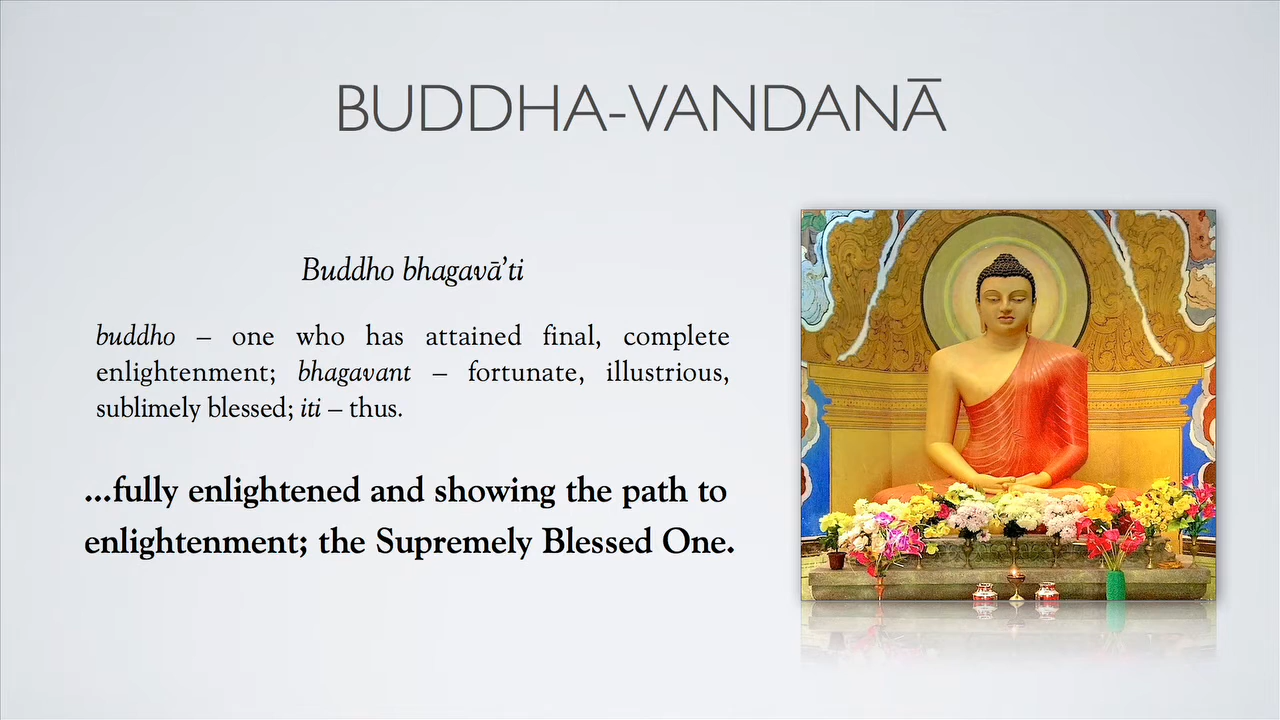 BUDDHA-VANDANĀ
Buddho bhagavā’ti
buddho – one who has attained final, complete
enlightenment; bhagavant – fortunate, illustrious,
sublimely blessed; iti – thus.
...fully enlightened and showing the path to
enlightenment; the Supremely Blessed One.